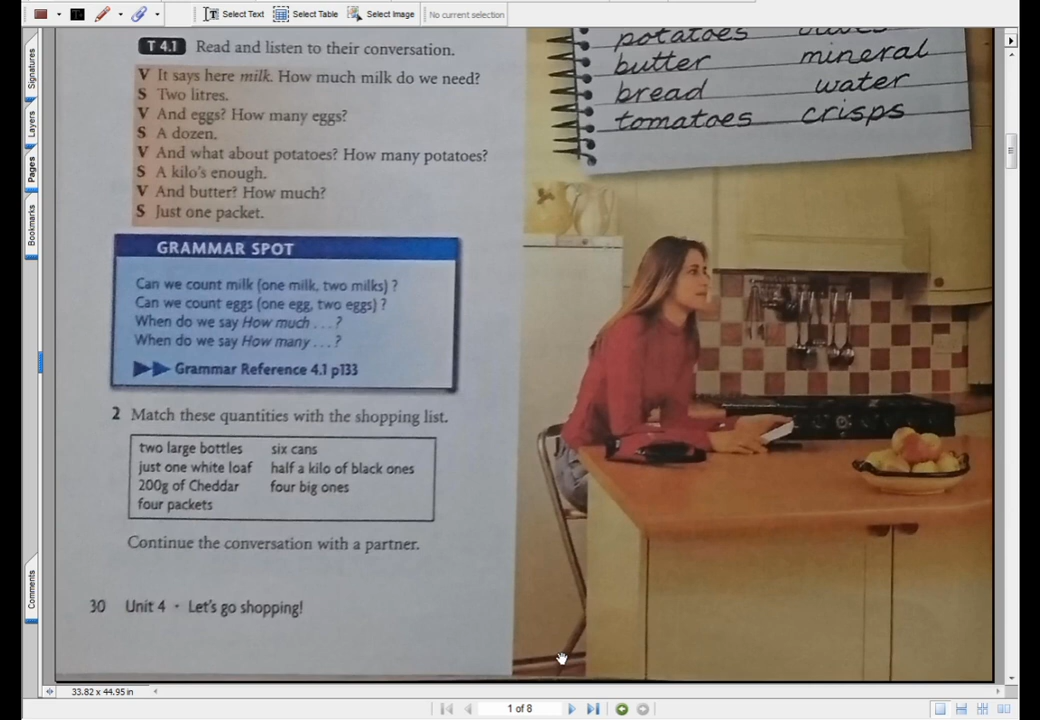 Select Text
Select Table
Select Image
No current selection
Signatures
Layers
Pages
Bookmarks
Comments
T 4.1 Read and listen to their conversation.
V It says here milk. How much milk do we need?
S Two litres.
V And eggs? How many eggs?
S A dozen.
V And what about potatoes? How many potatoes?
S A kilo's enough.
V And butter? How much?
S Just one packet.
GRAMMAR SPOT
Can we count milk (one milk, two milks) ?
Can we count eggs (one egg, two eggs) ?
When do we say How much . . . ?
When do we say How many . . . ?
Grammar Reference 4.1 p133
2 Match these quantities with the shopping list.
two large bottles
just one white loaf
200g of Cheddar
four packets
six cans
half a kilo of black ones
four big ones
Continue the conversation with a partner.
30 Unit 4 · Let's go shopping!
potatoes
butter
bread
tomatoes
mineral
water
crisps
33.82 x 44.95 in
1 of 8